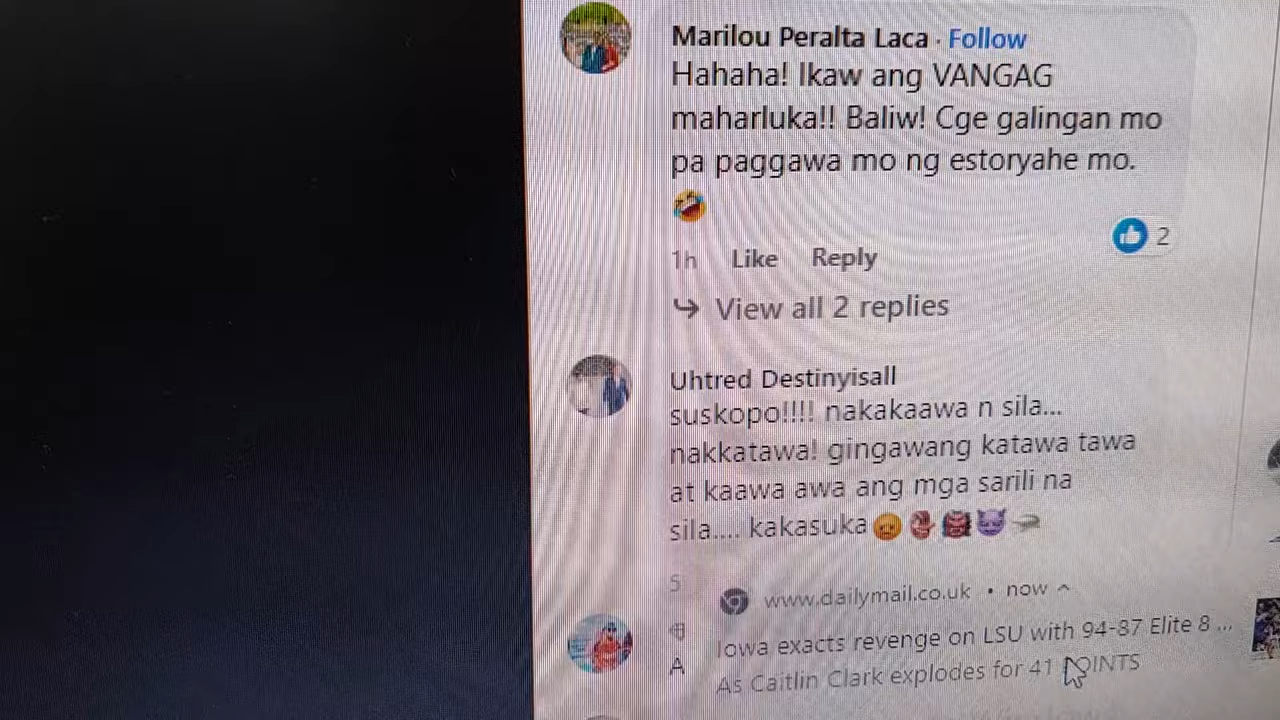 Marilou Peralta Laca · Follow
Hahaha! Ikaw ang VANGAG
maharluka!! Baliw! Cge galingan mo
pa paggawa mo ng estoryahe mo.
🤣
2
1h Like Reply
View all 2 replies
Uhtred Destinyisall
suskopo!!!! nakakaawa n sila...
nakkatawa! gingawang katawa tawa
at kaawa awa ang mga sarili na
sila.... kakasuka
5
www.dailymail.co.uk • now
Iowa exacts revenge on LSU with 94-87 Elite 8 ...
A
As Caitlin Clark explodes for 41 POINTS